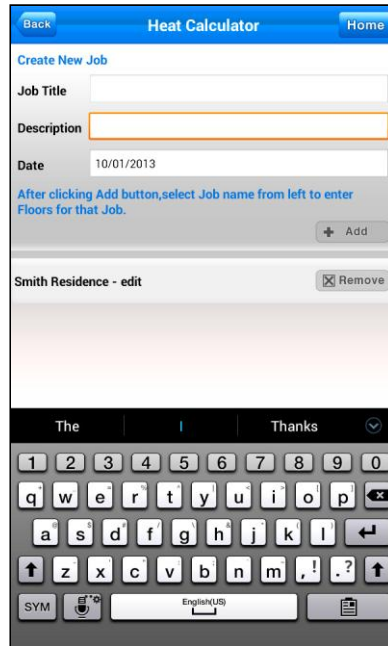 Back Heat Calculator Home
Create New Job
Job Title
Description
Date 10/01/2013
After clicking Add button,select Job name from left to enter
Floors for that Job.
+ Add
Smith Residence - edit Remove
The I Thanks
1 2 3 4 5 6 7 8 9 0
q w e r t y u i o p
a s d f g h j k l
z x c v b n m , ! . ?
SYM English(US)